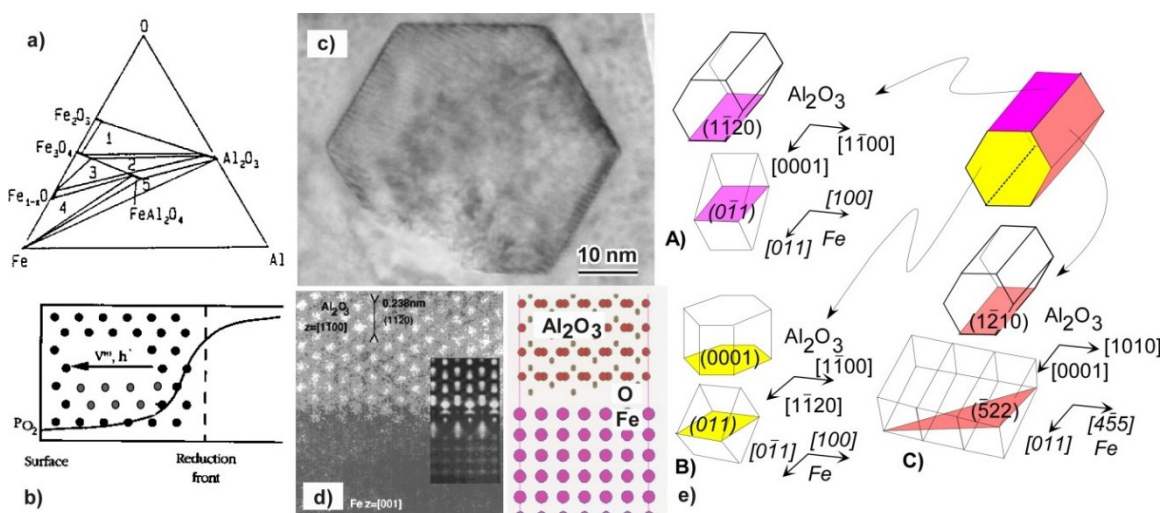 a)
O
Fe₂O₃
Fe₃O₄
1
Al₂O₃
2
3
5
Fe₁₋ₓO
4
FeAl₂O₄
Fe
Al
b)
V''', h˙
P_O₂
Surface
Reduction
front
c)
10 nm
d)
Al₂O₃
z=[11̄00]
0.238nm
(112̄0)
Fe z=[001]
Al₂O₃
O
Fe
A)
(11̄20)
Al₂O₃
[11̄00]
[0001]
(01̄1)
[100]
[011]
Fe
B)
(0001)
Al₂O₃
[11̄00]
[11̄20]
(011)
[100]
[01̄1]
Fe
e)
C)
(12̄10)
Al₂O₃
[1010]
[0001]
(5̄22)
[011]
[45̄5̄]
Fe